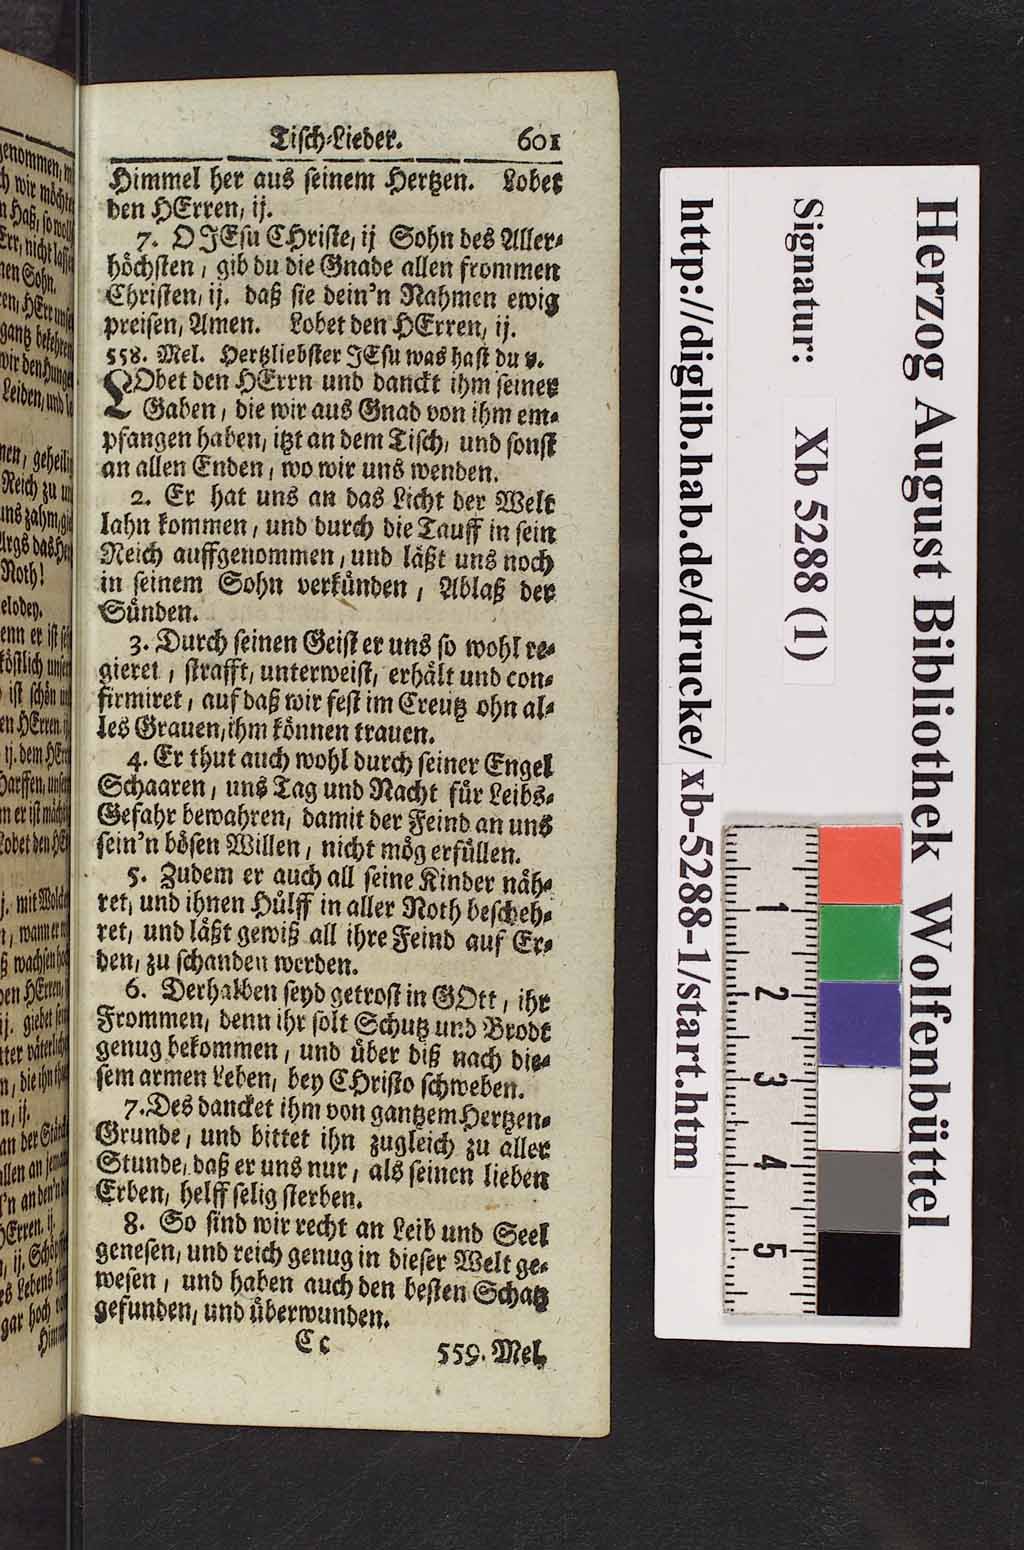 Tisch-Lieder. 601
Himmel her aus seinem Hertzen. Lobet
den HErren, ij.
7. O JEsu CHriste, ij Sohn des Aller-
höchsten, gib du die Gnade allen frommen
Christen, ij. daß sie dein'n Nahmen ewig
preisen, Amen. Lobet den HErren, ij.
558. Mel. Hertzliebster JEsu was hast du
LObet den HErrn und danckt ihm seiner
Gaben, die wir aus Gnad von ihm em-
pfangen haben, itzt an dem Tisch, und sonst
an allen Enden, wo wir uns wenden.
2. Er hat uns an das Licht der Welt
lahn kommen, und durch die Tauff in sein
Reich auffgenommen, und läßt uns noch
in seinem Sohn verkünden, Ablaß der
Sünden.
3. Durch seinen Geist er uns so wohl re-
gieret, strafft, unterweist, erhält und con-
firmiret, auf daß wir fest im Creutz ohn al-
les Grauen, ihm können trauen.
4. Er thut auch wohl durch seiner Engel
Schaaren, uns Tag und Nacht für Leibs-
Gefahr bewahren, damit der Feind an uns
sein'n bösen Willen, nicht mög erfüllen.
5. Zudem er auch all seine Kinder näh-
ret, und ihnen Hülff in aller Noth bescheh-
ret, und läßt gewiß all ihre Feind auf Er-
den, zu schanden werden.
6. Derhalben seyd getrost in GOtt, ihr
Frommen, denn ihr solt Schutz und Brodt
genug bekommen, und über diß nach die-
sem armen Leben, bey CHristo schweben.
7. Des dancket ihm von gantzem Hertzen-
Grunde, und bittet ihn zugleich zu aller
Stunde, daß er uns nur, als seinen lieben
Erben, helff selig sterben.
8. So sind wir recht an Leib und Seel
genesen, und reich genug in dieser Welt ge-
wesen, und haben auch den besten Schatz
gefunden, und überwunden.
Cc 559. Mel.
Herzog August Bibliothek Wolfenbüttel
Signatur: Xb 5288 (1)
http://diglib.hab.de/drucke/xb-5288-1/start.htm
1
2
3
4
5